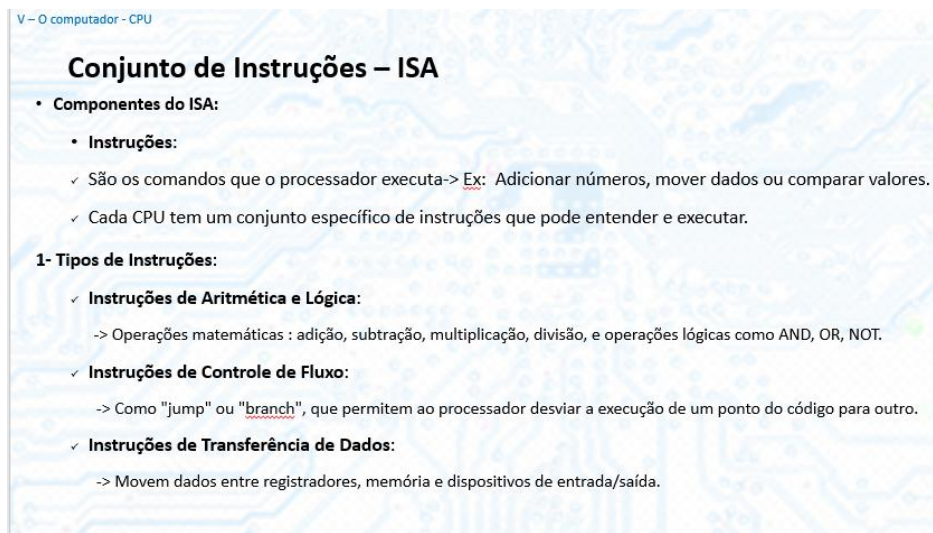 V – O computador - CPU
Conjunto de Instruções – ISA
• Componentes do ISA:
• Instruções:
✓ São os comandos que o processador executa-> Ex: Adicionar números, mover dados ou comparar valores.
✓ Cada CPU tem um conjunto específico de instruções que pode entender e executar.
1- Tipos de Instruções:
✓ Instruções de Aritmética e Lógica:
-> Operações matemáticas : adição, subtração, multiplicação, divisão, e operações lógicas como AND, OR, NOT.
✓ Instruções de Controle de Fluxo:
-> Como "jump" ou "branch", que permitem ao processador desviar a execução de um ponto do código para outro.
✓ Instruções de Transferência de Dados:
-> Movem dados entre registradores, memória e dispositivos de entrada/saída.